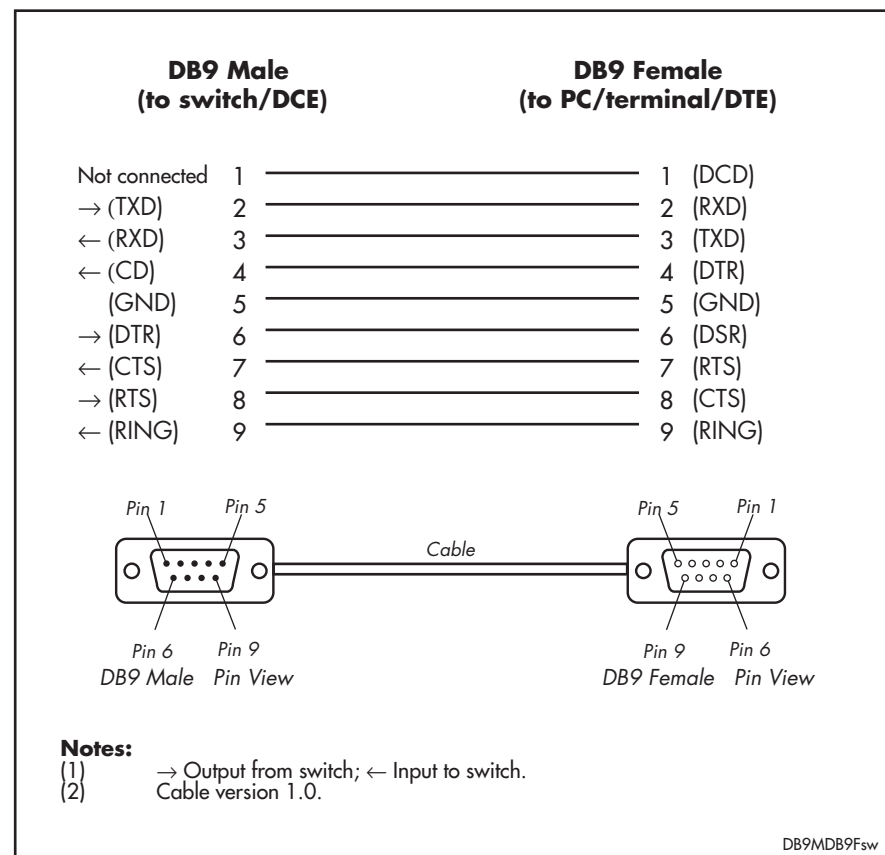 DB9 Male DB9 Female
(to switch/DCE) (to PC/terminal/DTE)
Not connected 1 1 (DCD)
→ (TXD) 2 2 (RXD)
← (RXD) 3 3 (TXD)
← (CD) 4 4 (DTR)
(GND) 5 5 (GND)
→ (DTR) 6 6 (DSR)
← (CTS) 7 7 (RTS)
→ (RTS) 8 8 (CTS)
← (RING) 9 9 (RING)
Pin 1 Pin 5 Pin 5 Pin 1
Cable
Pin 6 Pin 9 Pin 9 Pin 6
DB9 Male Pin View DB9 Female Pin View
Notes:
(1) → Output from switch; ← Input to switch.
(2) Cable version 1.0.
DB9MDB9Fsw